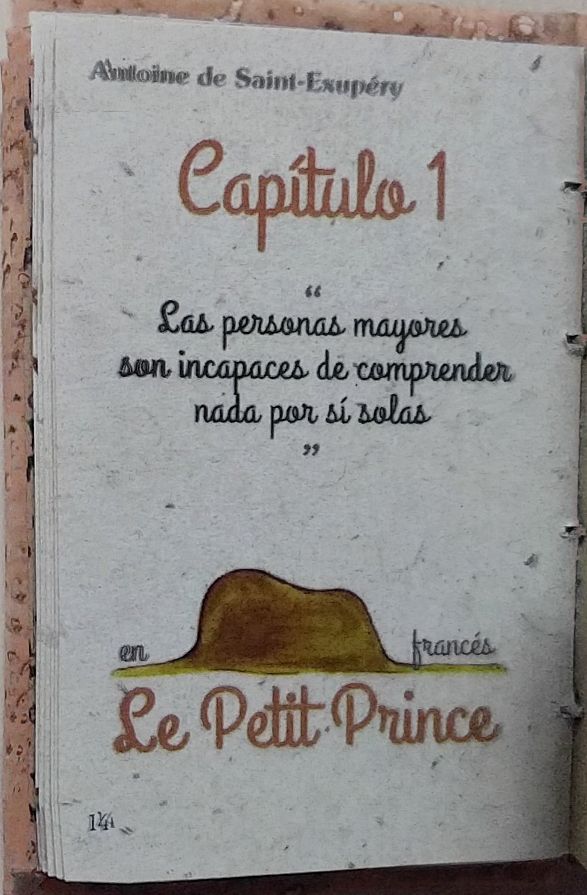 Antoine de Saint-Exupéry
Capítulo 1
“
Las personas mayores
son incapaces de comprender
nada por sí solas
”
en francés
Le Petit Prince
14